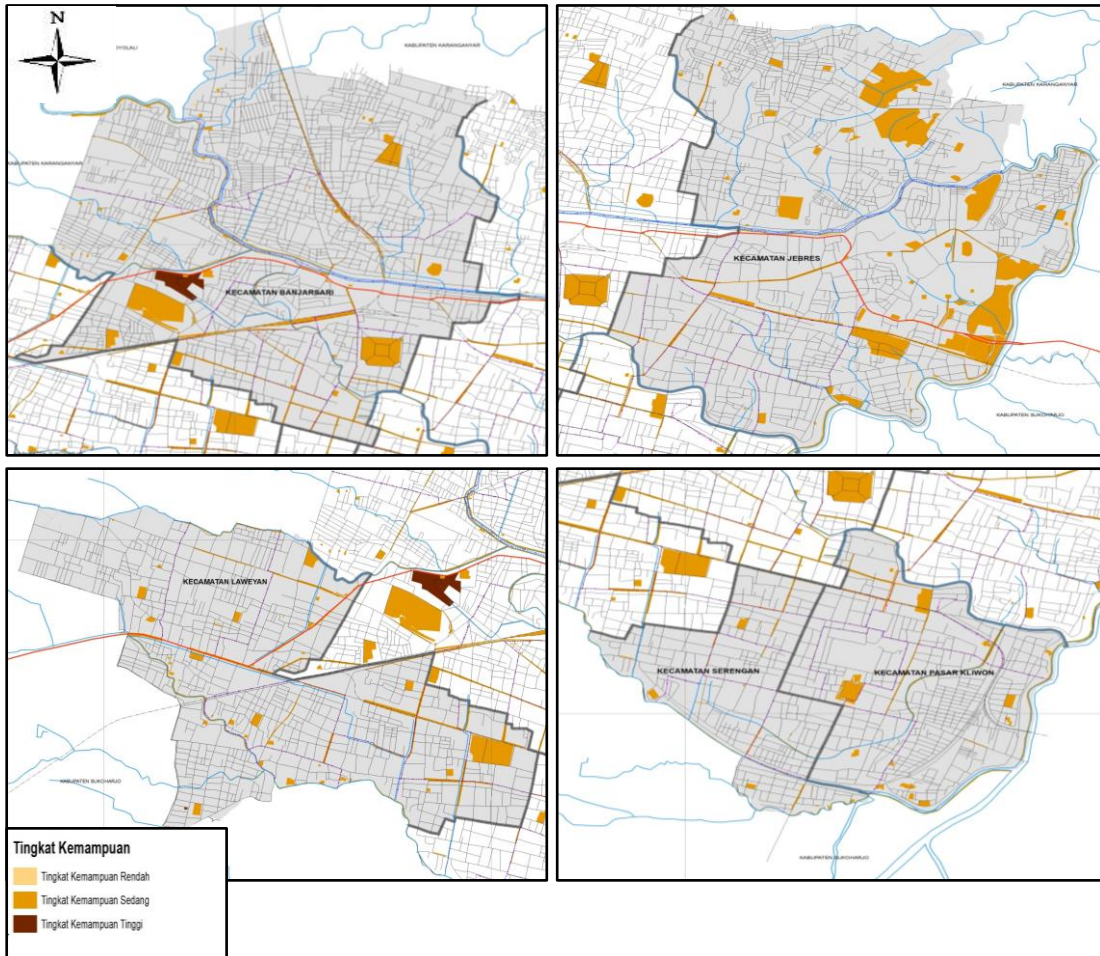 N
KABUPATEN KARANGANYAR
KABUPATEN KARANGANYAR
KECAMATAN BANJARSARI
KABUPATEN KARANGANYAR
KECAMATAN JEBRES
KABUPATEN SUKOHARJO
KECAMATAN LAWEYAN
KABUPATEN SUKOHARJO
KECAMATAN SERENGAN
KECAMATAN PASAR KLIWON
KABUPATEN SUKOHARJO
Tingkat Kemampuan
Tingkat Kemampuan Rendah
Tingkat Kemampuan Sedang
Tingkat Kemampuan Tinggi